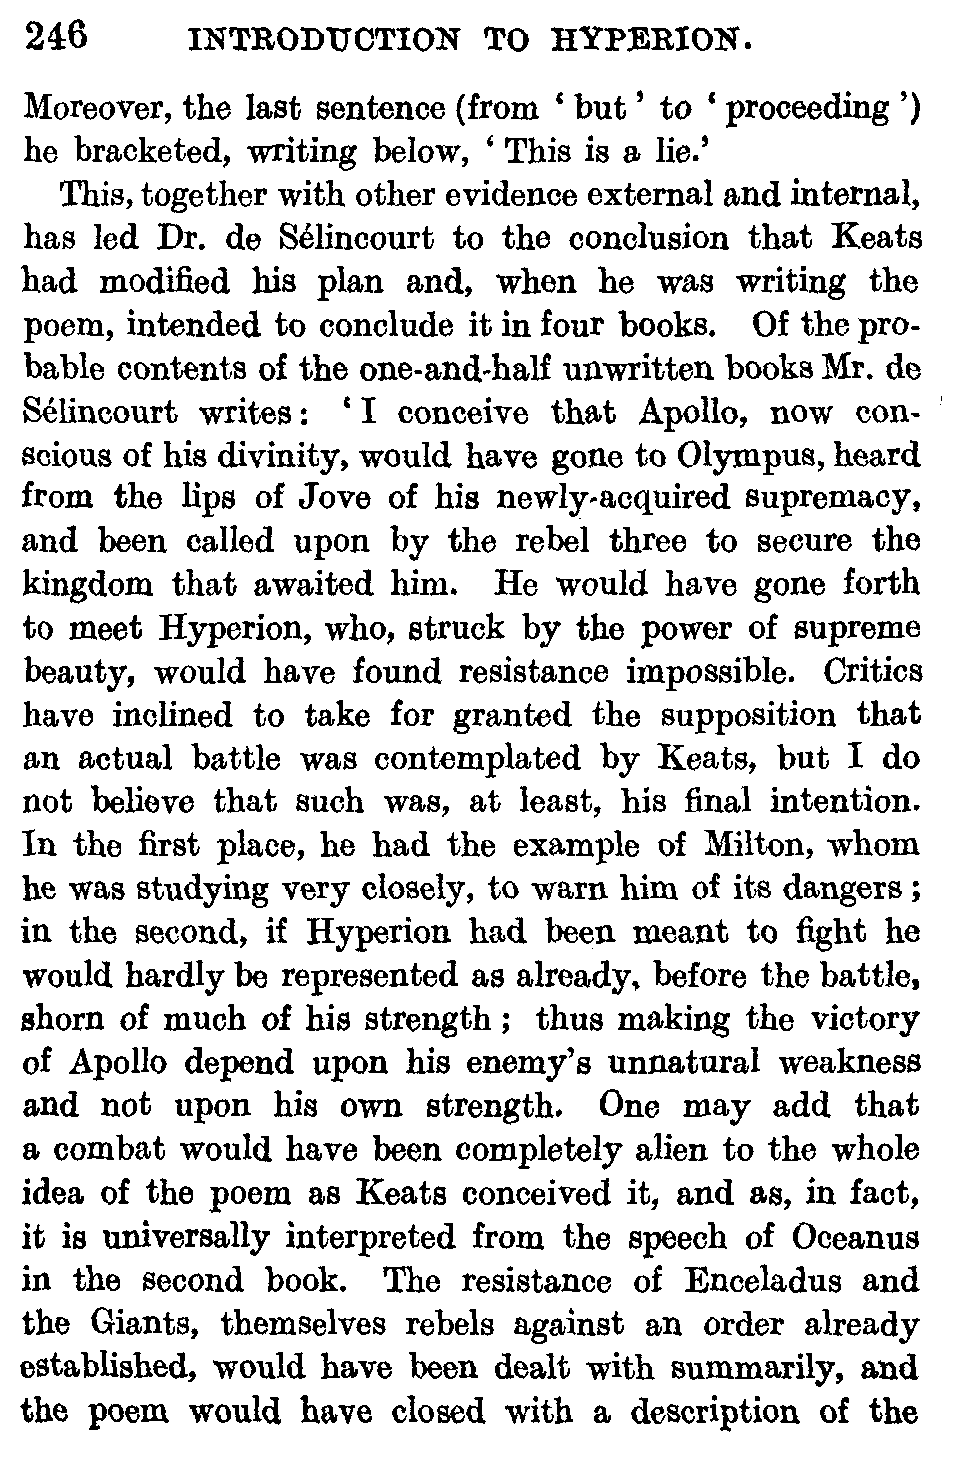 246 INTRODUCTION TO HYPERION.
Moreover, the last sentence (from ‘ but ’ to ‘ proceeding ’)
he bracketed, writing below, ‘ This is a lie.’
This, together with other evidence external and internal,
has led Dr. de Sélincourt to the conclusion that Keats
had modified his plan and, when he was writing the
poem, intended to conclude it in four books. Of the pro-
bable contents of the one-and-half unwritten books Mr. de
Sélincourt writes: ‘ I conceive that Apollo, now con-
scious of his divinity, would have gone to Olympus, heard
from the lips of Jove of his newly-acquired supremacy,
and been called upon by the rebel three to secure the
kingdom that awaited him. He would have gone forth
to meet Hyperion, who, struck by the power of supreme
beauty, would have found resistance impossible. Critics
have inclined to take for granted the supposition that
an actual battle was contemplated by Keats, but I do
not believe that such was, at least, his final intention.
In the first place, he had the example of Milton, whom
he was studying very closely, to warn him of its dangers ;
in the second, if Hyperion had been meant to fight he
would hardly be represented as already, before the battle,
shorn of much of his strength ; thus making the victory
of Apollo depend upon his enemy’s unnatural weakness
and not upon his own strength. One may add that
a combat would have been completely alien to the whole
idea of the poem as Keats conceived it, and as, in fact,
it is universally interpreted from the speech of Oceanus
in the second book. The resistance of Enceladus and
the Giants, themselves rebels against an order already
established, would have been dealt with summarily, and
the poem would have closed with a description of the